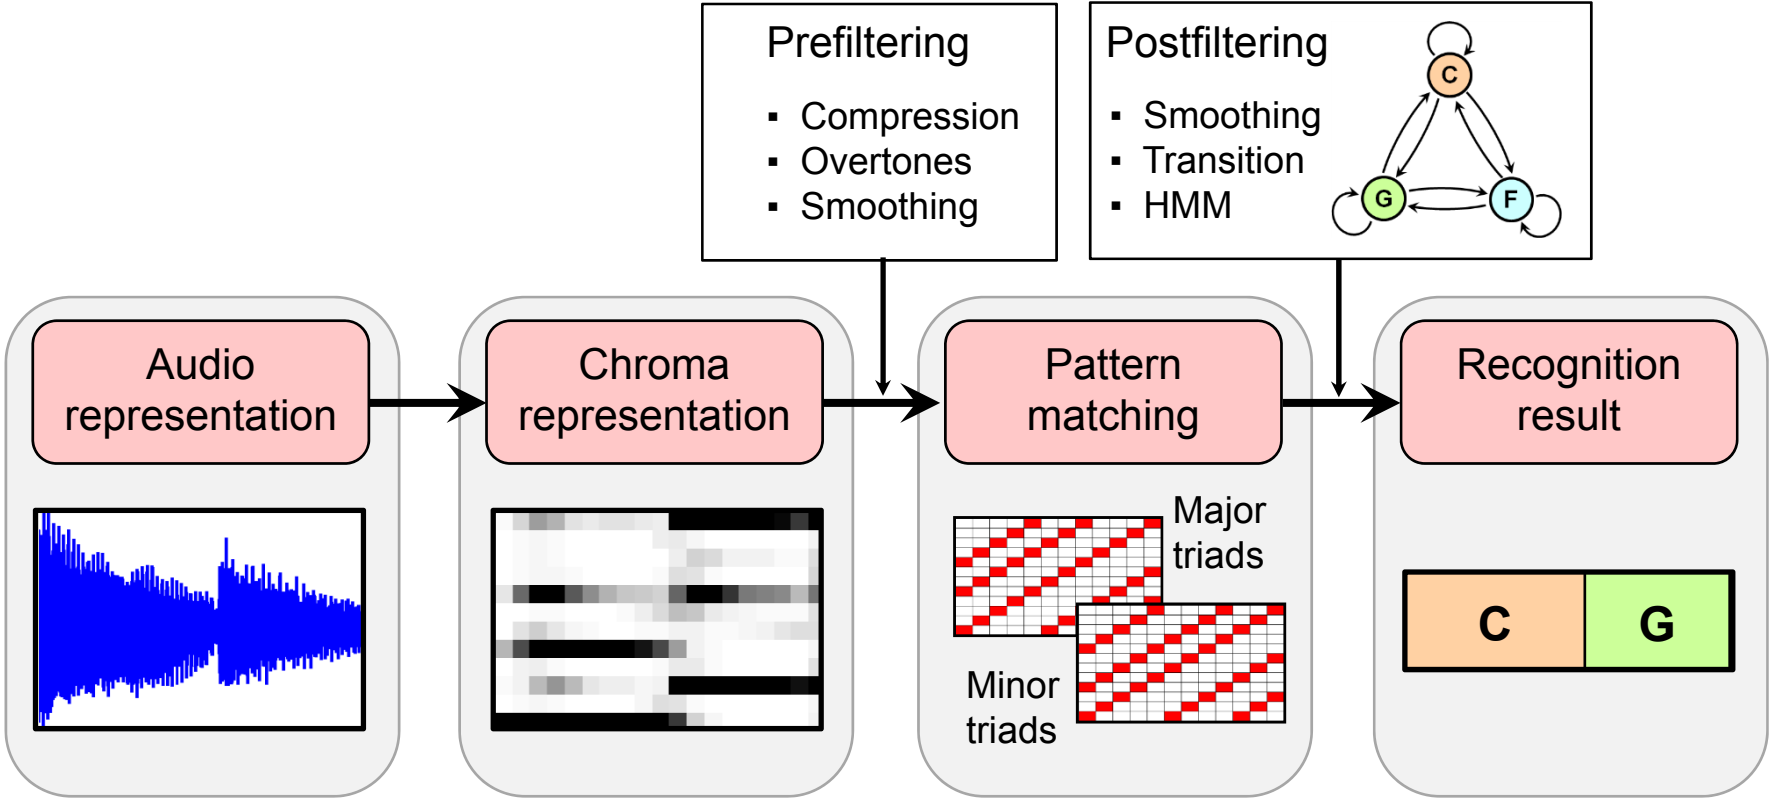 Prefiltering
▪ Compression
▪ Overtones
▪ Smoothing
Postfiltering
▪ Smoothing
▪ Transition
▪ HMM
C
G
F
Audio
representation
Chroma
representation
Pattern
matching
Recognition
result
Major
triads
Minor
triads
C
G